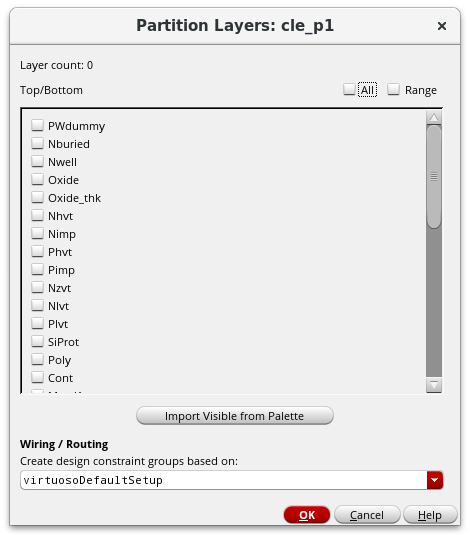 Partition Layers: cle_p1
Layer count: 0
Top/Bottom All Range
PWdummy
Nburied
Nwell
Oxide
Oxide_thk
Nhvt
Nimp
Phvt
Pimp
Nzvt
Nlvt
Plvt
SiProt
Poly
Cont
Import Visible from Palette
Wiring / Routing
Create design constraint groups based on:
virtuosoDefaultSetup
OK Cancel Help